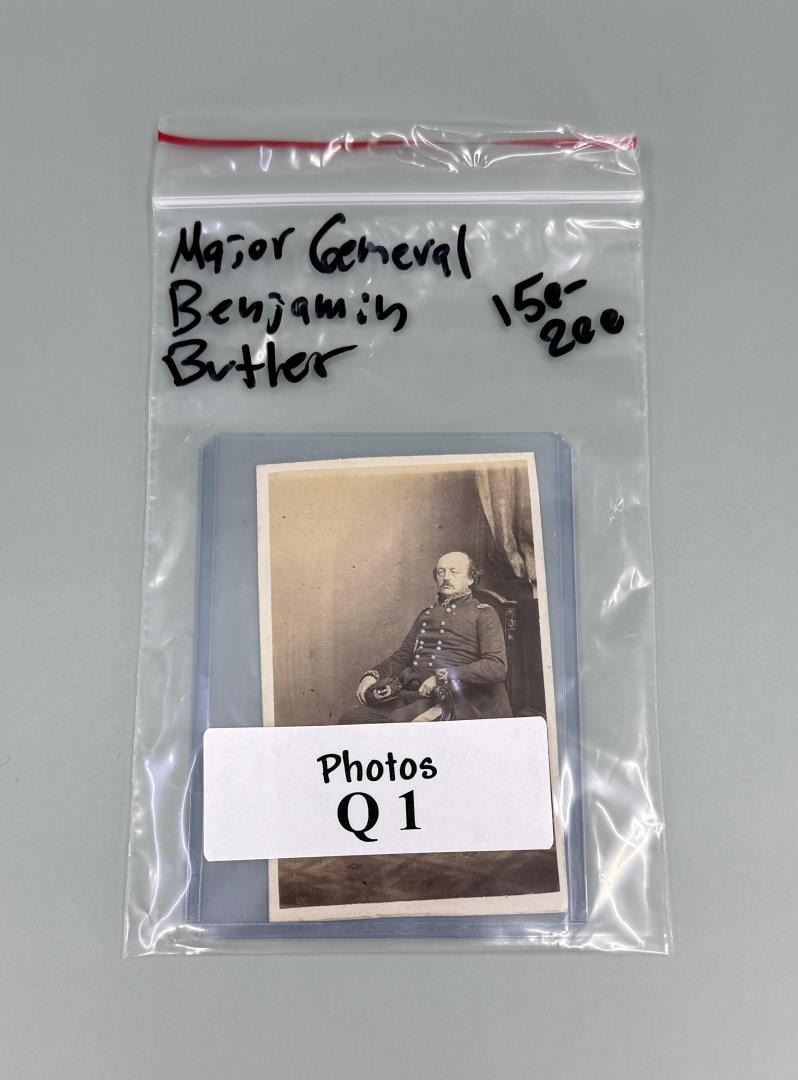 Major General
Benjamin
Butler
150-
200
Photos
Q 1